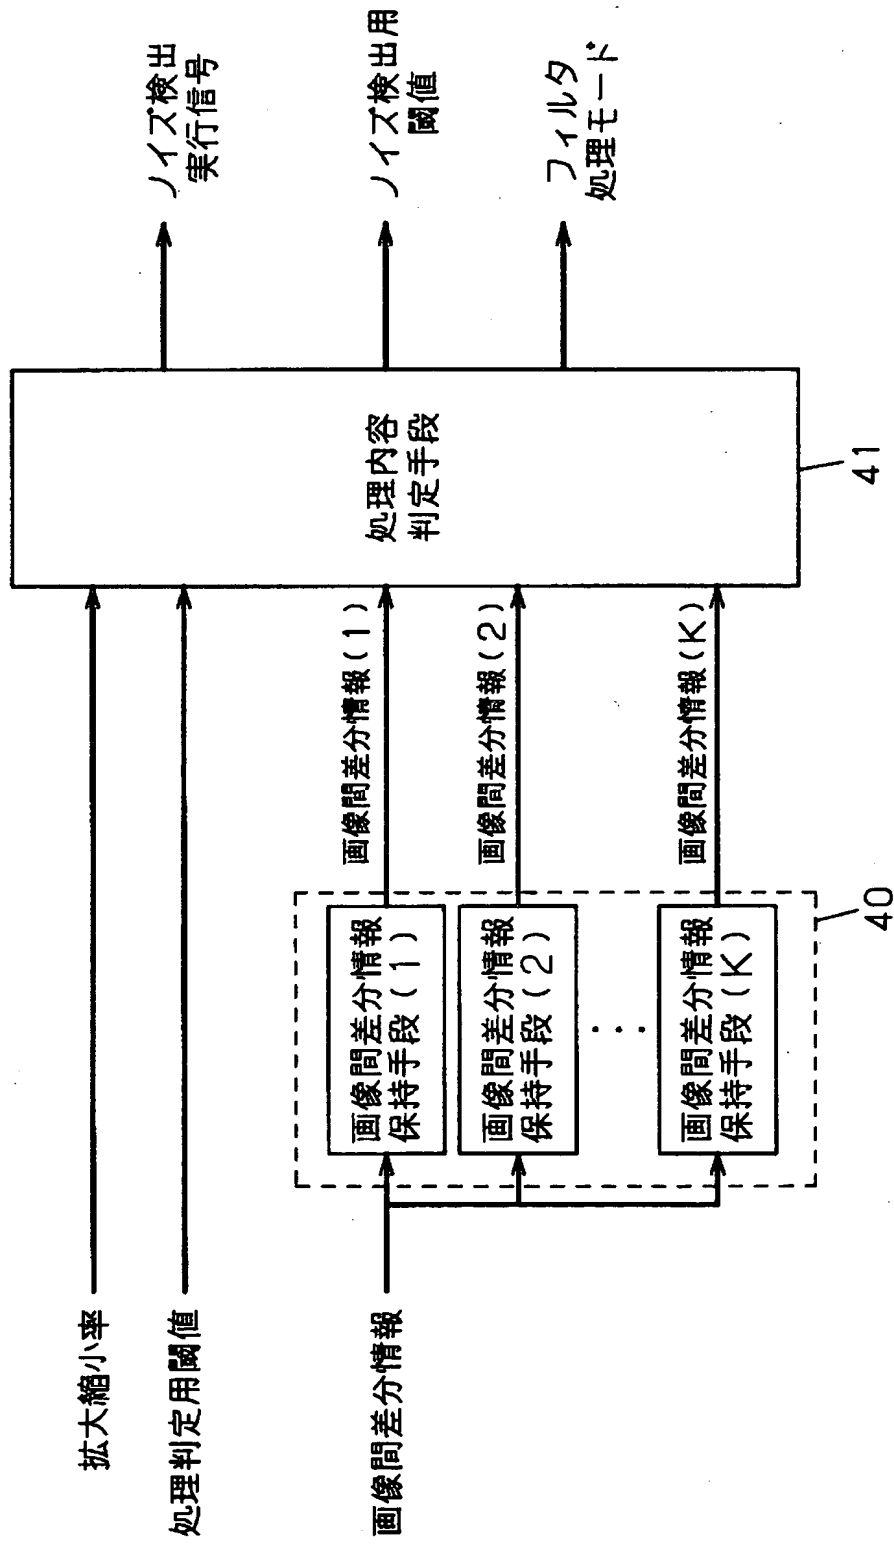 拡大縮小率
処理判定用閾値
画像間差分情報
画像間差分情報
保持手段(1)
画像間差分情報
保持手段(2)
・・・
画像間差分情報
保持手段(K)
40
画像間差分情報(1)
画像間差分情報(2)
画像間差分情報(K)
処理内容
判定手段
41
ノイズ検出
実行信号
ノイズ検出用
閾値
フィルタ
処理モード